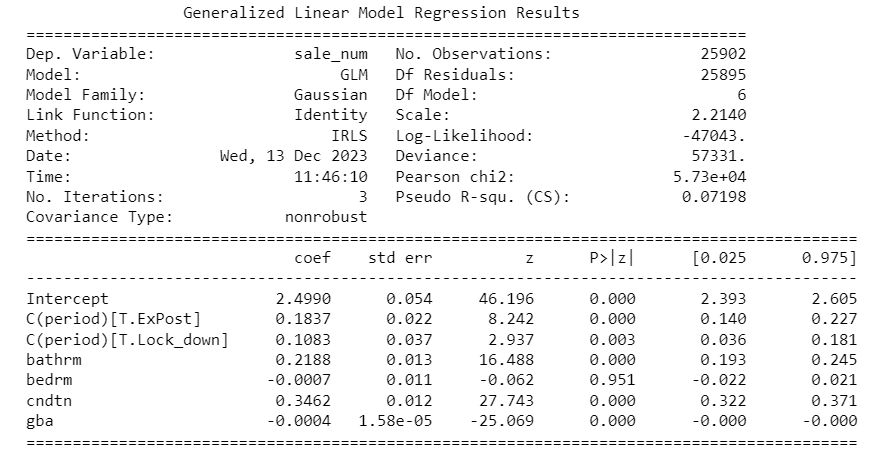 Generalized Linear Model Regression Results
==============================================================================
Dep. Variable: sale_num No. Observations: 25902
Model: GLM Df Residuals: 25895
Model Family: Gaussian Df Model: 6
Link Function: Identity Scale: 2.2140
Method: IRLS Log-Likelihood: -47043.
Date: Wed, 13 Dec 2023 Deviance: 57331.
Time: 11:46:10 Pearson chi2: 5.73e+04
No. Iterations: 3 Pseudo R-squ. (CS): 0.07198
Covariance Type: nonrobust
==========================================================================================
coef std err z P>|z| [0.025 0.975]
------------------------------------------------------------------------------------------
Intercept 2.4990 0.054 46.196 0.000 2.393 2.605
C(period)[T.ExPost] 0.1837 0.022 8.242 0.000 0.140 0.227
C(period)[T.Lock_down] 0.1083 0.037 2.937 0.003 0.036 0.181
bathrm 0.2188 0.013 16.488 0.000 0.193 0.245
bedrm -0.0007 0.011 -0.062 0.951 -0.022 0.021
cndtn 0.3462 0.012 27.743 0.000 0.322 0.371
gba -0.0004 1.58e-05 -25.069 0.000 -0.000 -0.000
==========================================================================================